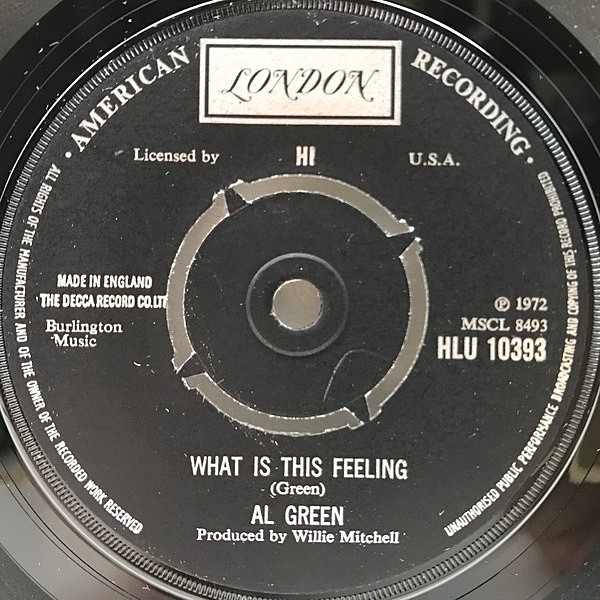 · AMERICAN RECORDING ·
LONDON
Licensed by HI U.S.A.
MADE IN ENGLAND
THE DECCA RECORD CO. LT
Burlington
Music
℗ 1972
MSCL 8493
HLU 10393
WHAT IS THIS FEELING
(Green)
AL GREEN
Produced by Willie Mitchell
ALL RIGHTS OF THE MANUFACTURER AND OF THE OWNER OF THE RECORDED WORK RESERVED
UNAUTHORISED PUBLIC PERFORMANCE BROADCASTING AND COPYING OF THIS RECORD PROHIBITED